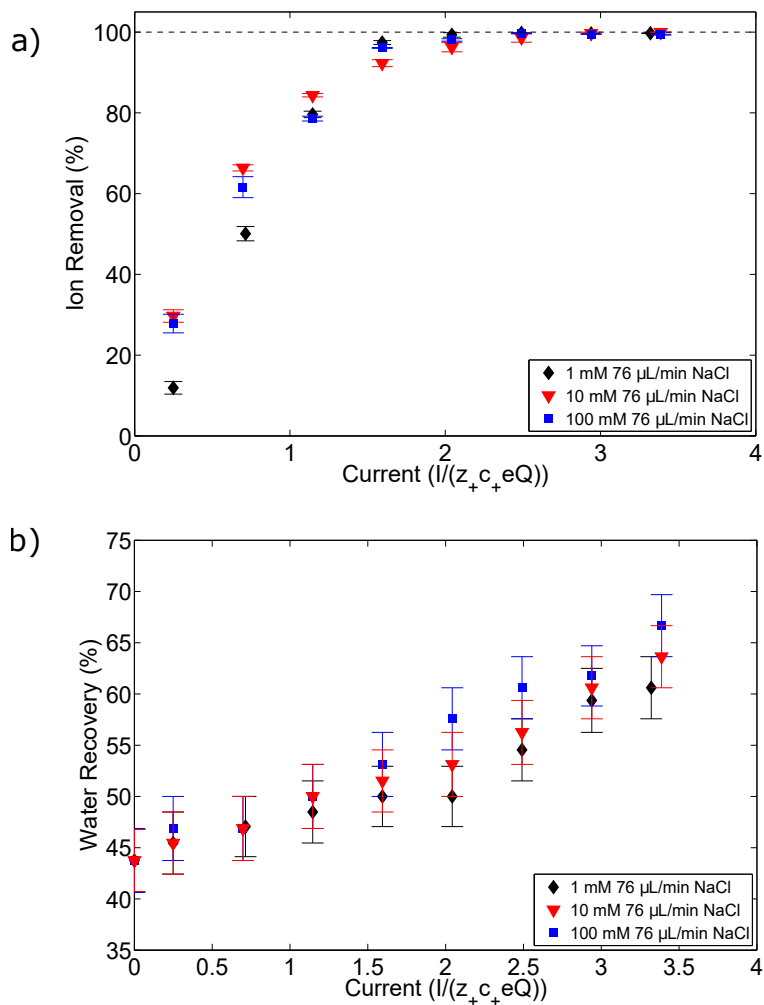 a)
100
80
60
40
20
0
Ion Removal (%)
1 mM 76 µL/min NaCl
10 mM 76 µL/min NaCl
100 mM 76 µL/min NaCl
0 1 2 3 4
Current (I/(z+c+eQ))
b)
75
70
65
60
55
50
45
40
35
Water Recovery (%)
1 mM 76 µL/min NaCl
10 mM 76 µL/min NaCl
100 mM 76 µL/min NaCl
0 0.5 1 1.5 2 2.5 3 3.5 4
Current (I/(z+c+eQ))